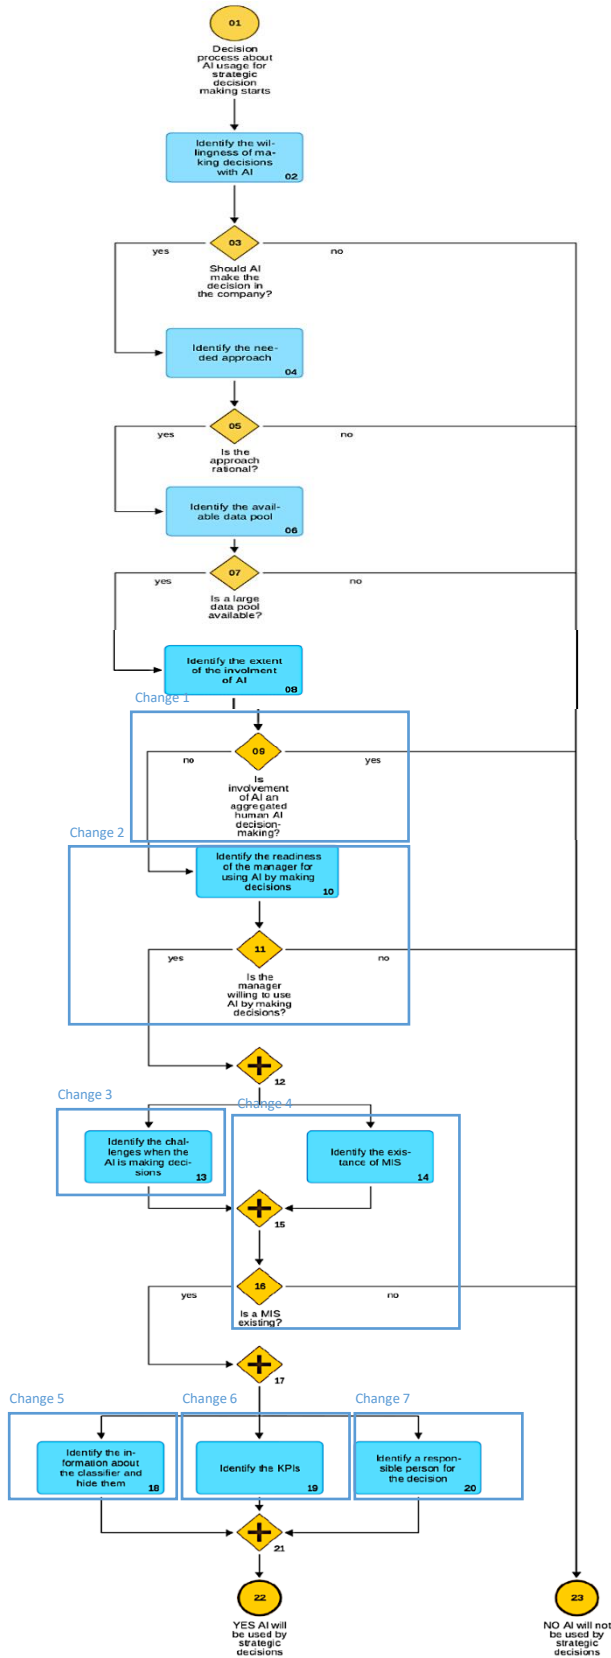 01
Decision
process about
AI usage for
strategic
decision
making starts
Identify the wil-
lingness of ma-
king decisions
with AI
02
03
yes
no
Should AI
make the
decision in
the company?
Identify the nee-
ded approach
04
05
yes
no
Is the
approach
rational?
Identify the avail-
able data pool
06
07
yes
no
Is a large
data pool
available?
Identify the extent
of the involment
of AI
08
Change 1
09
no
yes
Is
involvement
of AI an
aggregated
human AI
decision-
making?
Change 2
Identify the readiness
of the manager for
using AI by making
decisions
10
11
yes
no
Is the
manager
willing to use
AI by making
decisions?
12
Change 3
Change 4
Identify the chal-
lenges when the
AI is making deci-
sions
13
Identify the exis-
tance of MIS
14
15
16
yes
no
Is a MIS
existing?
17
Change 5
Change 6
Change 7
Identify the in-
formation about
the classifier and
hide them
18
Identify the KPIs
19
Identify a respon-
sible person for
the decision
20
21
22
23
YES AI will
be used by
strategic
decisions
NO AI will not
be used by
strategic
decisions